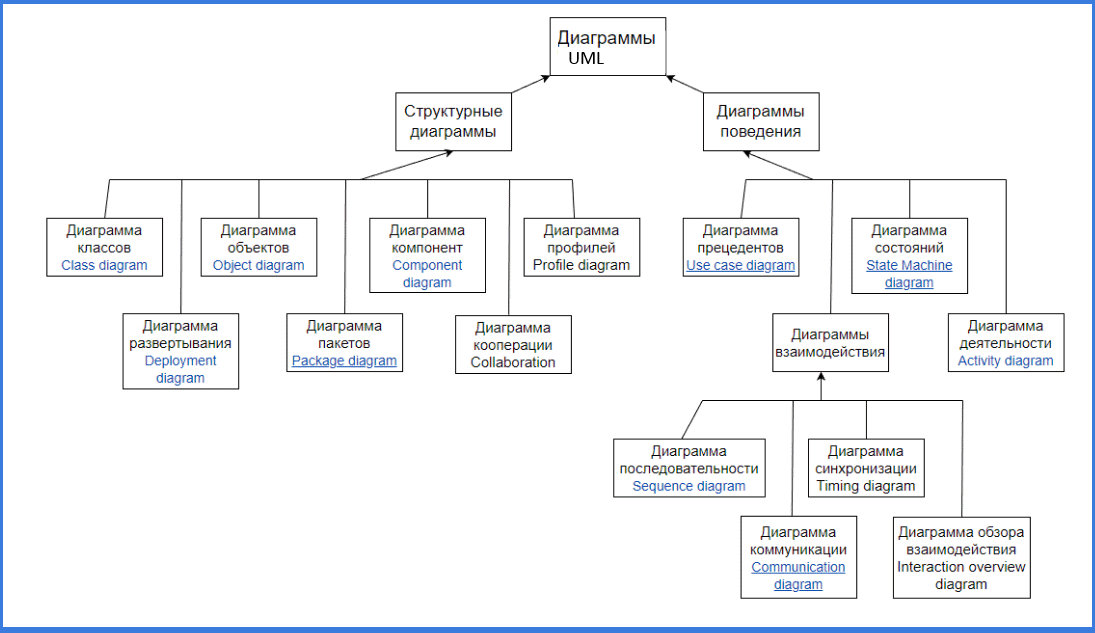 Диаграммы
UML
Структурные
диаграммы
Диаграммы
поведения
Диаграмма
классов
Class diagram
Диаграмма
объектов
Object diagram
Диаграмма
компонент
Component
diagram
Диаграмма
профилей
Profile diagram
Диаграмма
прецедентов
Use case diagram
Диаграмма
состояний
State Machine
diagram
Диаграмма
развертывания
Deployment
diagram
Диаграмма
пакетов
Package diagram
Диаграмма
кооперации
Collaboration
Диаграммы
взаимодействия
Диаграмма
деятельности
Activity diagram
Диаграмма
последовательности
Sequence diagram
Диаграмма
синхронизации
Timing diagram
Диаграмма
коммуникации
Communication
diagram
Диаграмма обзора
взаимодействия
Interaction overview
diagram